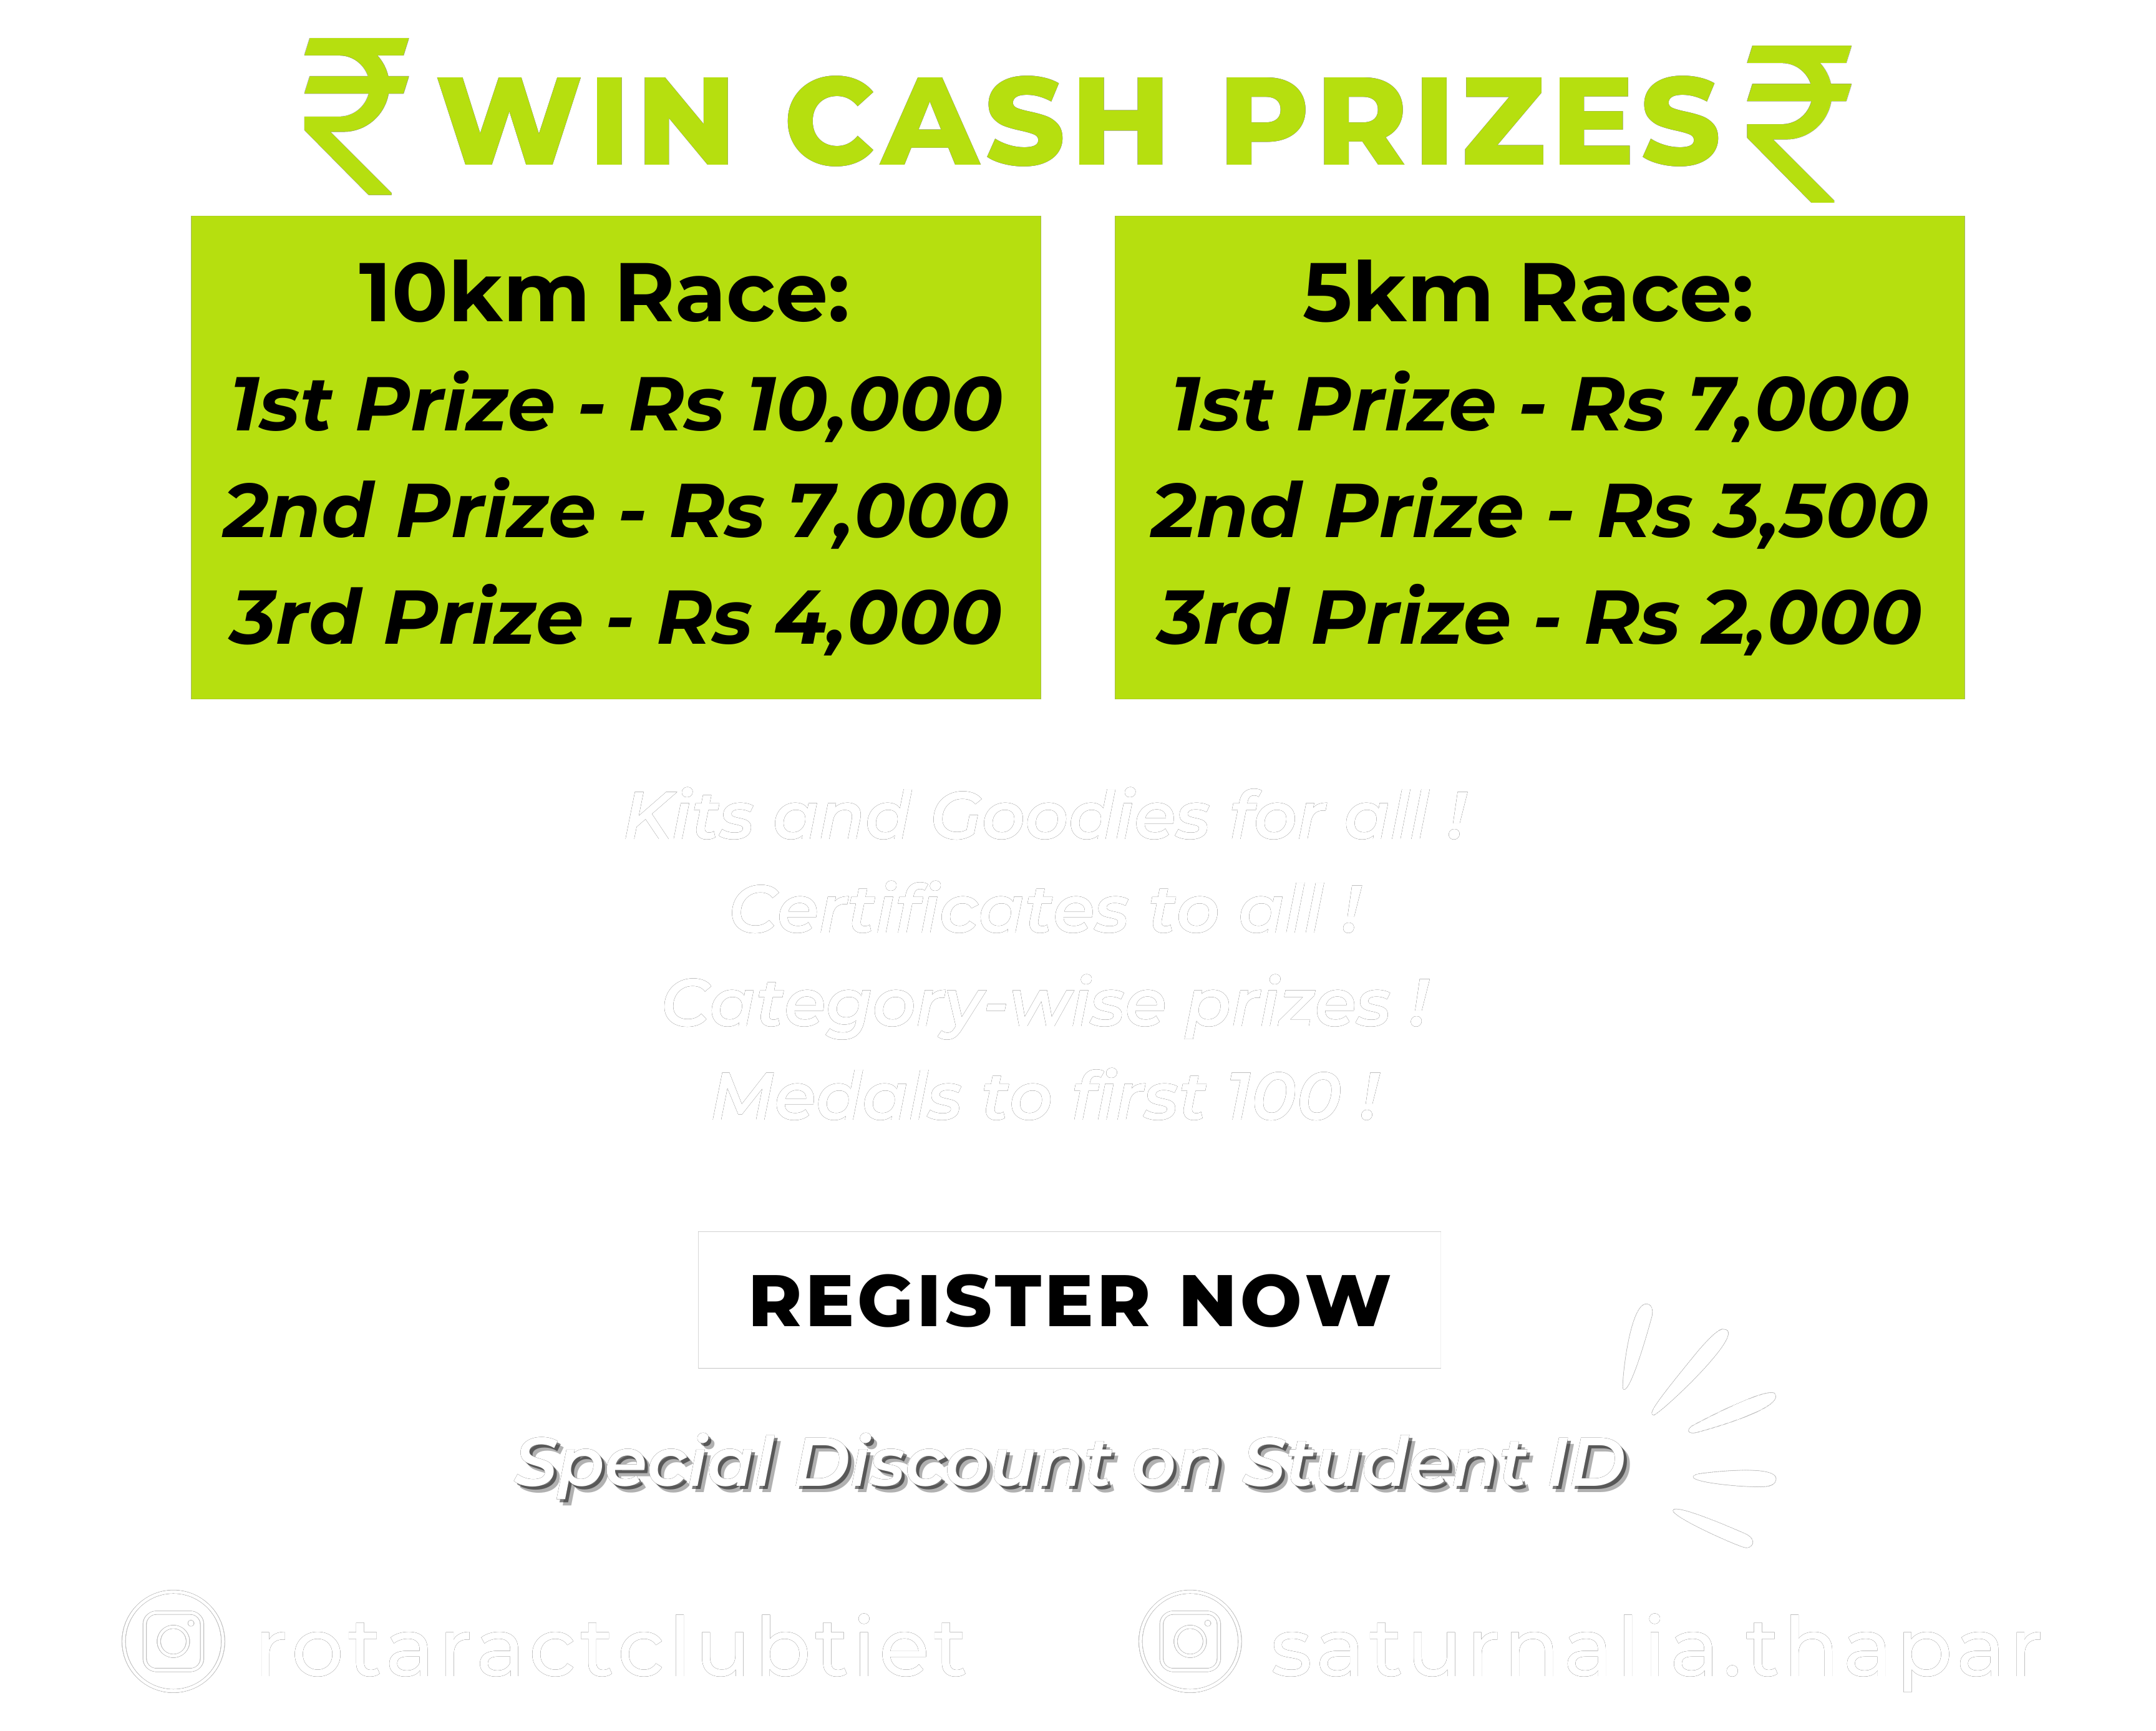 ₹ WIN CASH PRIZES ₹
10km Race:
1st Prize - Rs 10,000
2nd Prize - Rs 7,000
3rd Prize - Rs 4,000
5km Race:
1st Prize - Rs 7,000
2nd Prize - Rs 3,500
3rd Prize - Rs 2,000
Kits and Goodies for all !
Certificates to all !
Category-wise prizes !
Medals to first 100 !
REGISTER NOW
Special Discount on Student ID
rotaractclubtiet
saturnalia.thapar